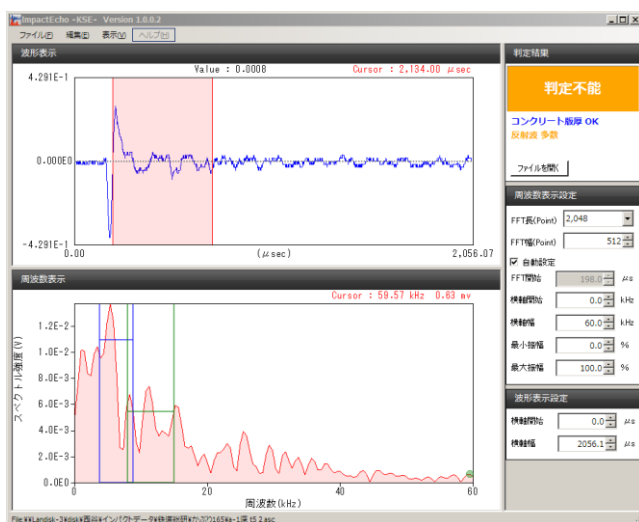 ImpactEcho -KSE- Version 1.0.0.2
ファイル(F) 編集(E) 表示(V) ヘルプ(H)
波形表示
Value : 0.0008 Cursor : 2,134.00 μsec
4.291E-1
0.000E0
-4.291E-1
0.00 (μsec) 2,056.07
周波数表示
Cursor : 59.57 kHz 0.63 mv
スペクトル強度(V)
1.2E-2
1.0E-2
8.0E-3
6.0E-3
4.0E-3
2.0E-3
0.0E0
0 20 40 60
周波数(kHz)
判定結果
判定不能
コンクリート版厚 OK
反射波 多数
ファイルを開く
周波数表示設定
FFT長(Point) 2,048
FFT幅(Point) 512
自動設定
FFT開始 198.0 μs
横軸開始 0.0 kHz
横軸幅 60.0 kHz
最小振幅 0.0 %
最大振幅 100.0 %
波形表示設定
横軸開始 0.0 μs
横軸幅 2056.1 μs